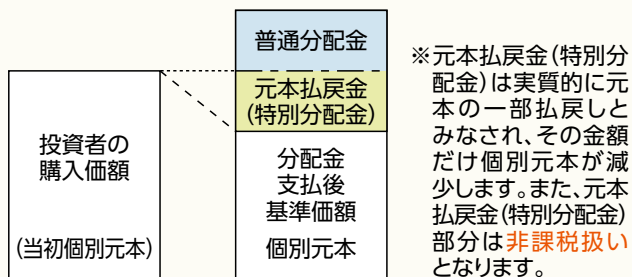 普通分配金
元本払戻金
(特別分配金)
投資者の
購入価額
(当初個別元本)
分配金
支払後
基準価額
個別元本
※元本払戻金(特別分
配金)は実質的に元
本の一部払戻しと
みなされ、その金額
だけ個別元本が減
少します。また、元本
払戻金(特別分配金)
部分は非課税扱い
となります。